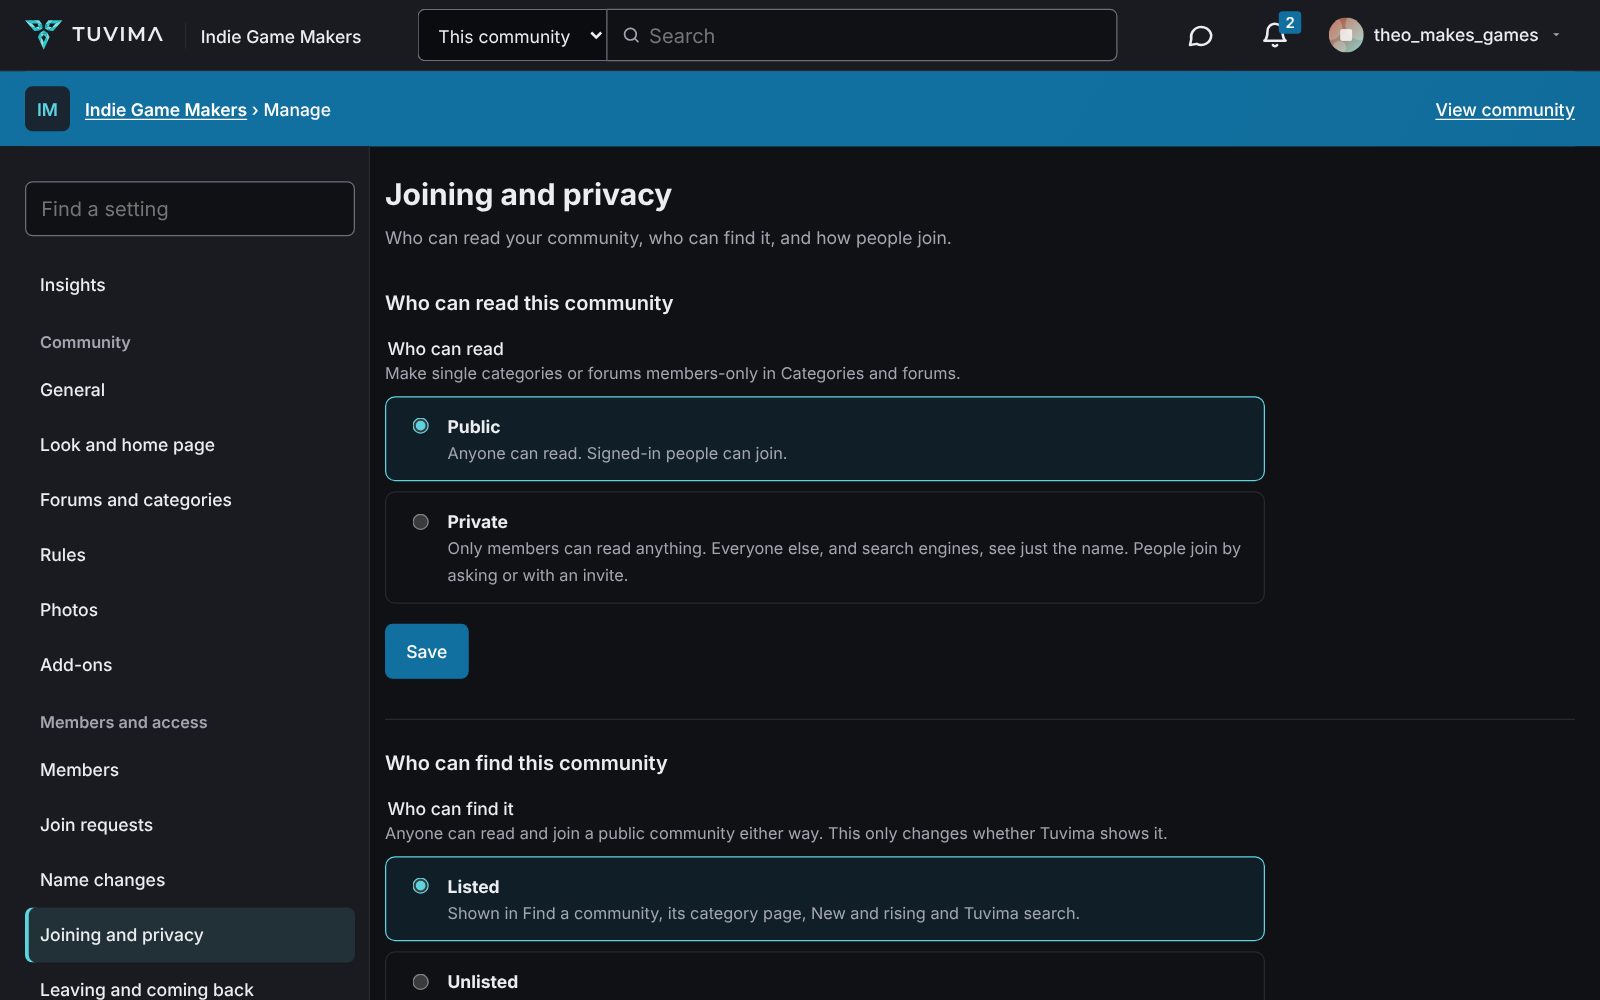 TUVIMA
Indie Game Makers
This community
Search
2
theo_makes_games
IM
Indie Game Makers › Manage
View community
Find a setting
Insights
Community
General
Look and home page
Forums and categories
Rules
Photos
Add-ons
Members and access
Members
Join requests
Name changes
Joining and privacy
Leaving and coming back
Joining and privacy
Who can read your community, who can find it, and how people join.
Who can read this community
Who can read
Make single categories or forums members-only in Categories and forums.
Public
Anyone can read. Signed-in people can join.
Private
Only members can read anything. Everyone else, and search engines, see just the name. People join by
asking or with an invite.
Save
Who can find this community
Who can find it
Anyone can read and join a public community either way. This only changes whether Tuvima shows it.
Listed
Shown in Find a community, its category page, New and rising and Tuvima search.
Unlisted